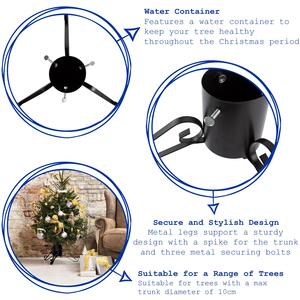 Water Container
Features a water container to
keep your tree healthy
throughout the Christmas period
Secure and Stylish Design
Metal legs support a sturdy
design with a spike for the trunk
and three metal securing bolts
Suitable for a Range of Trees
Suitable for trees with a max
trunk diameter of 10cm